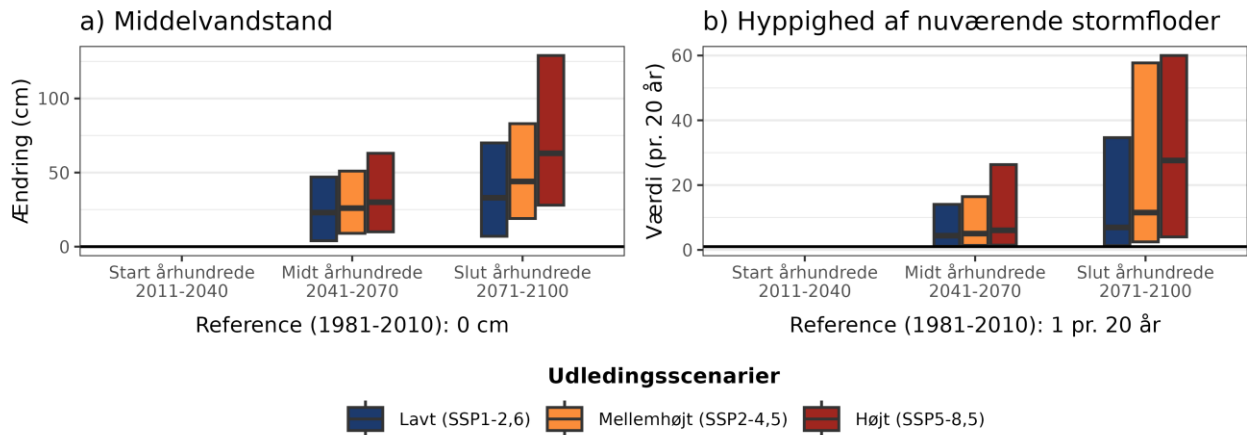 a) Middelvandstand
b) Hyppighed af nuværende stormfloder
Ændring (cm)
100
50
0
Start århundrede
2011-2040
Midt århundrede
2041-2070
Slut århundrede
2071-2100
Reference (1981-2010): 0 cm
Værdi (pr. 20 år)
60
40
20
0
Start århundrede
2011-2040
Midt århundrede
2041-2070
Slut århundrede
2071-2100
Reference (1981-2010): 1 pr. 20 år
Udledingsscenarier
Lavt (SSP1-2,6)
Mellemhøjt (SSP2-4,5)
Højt (SSP5-8,5)